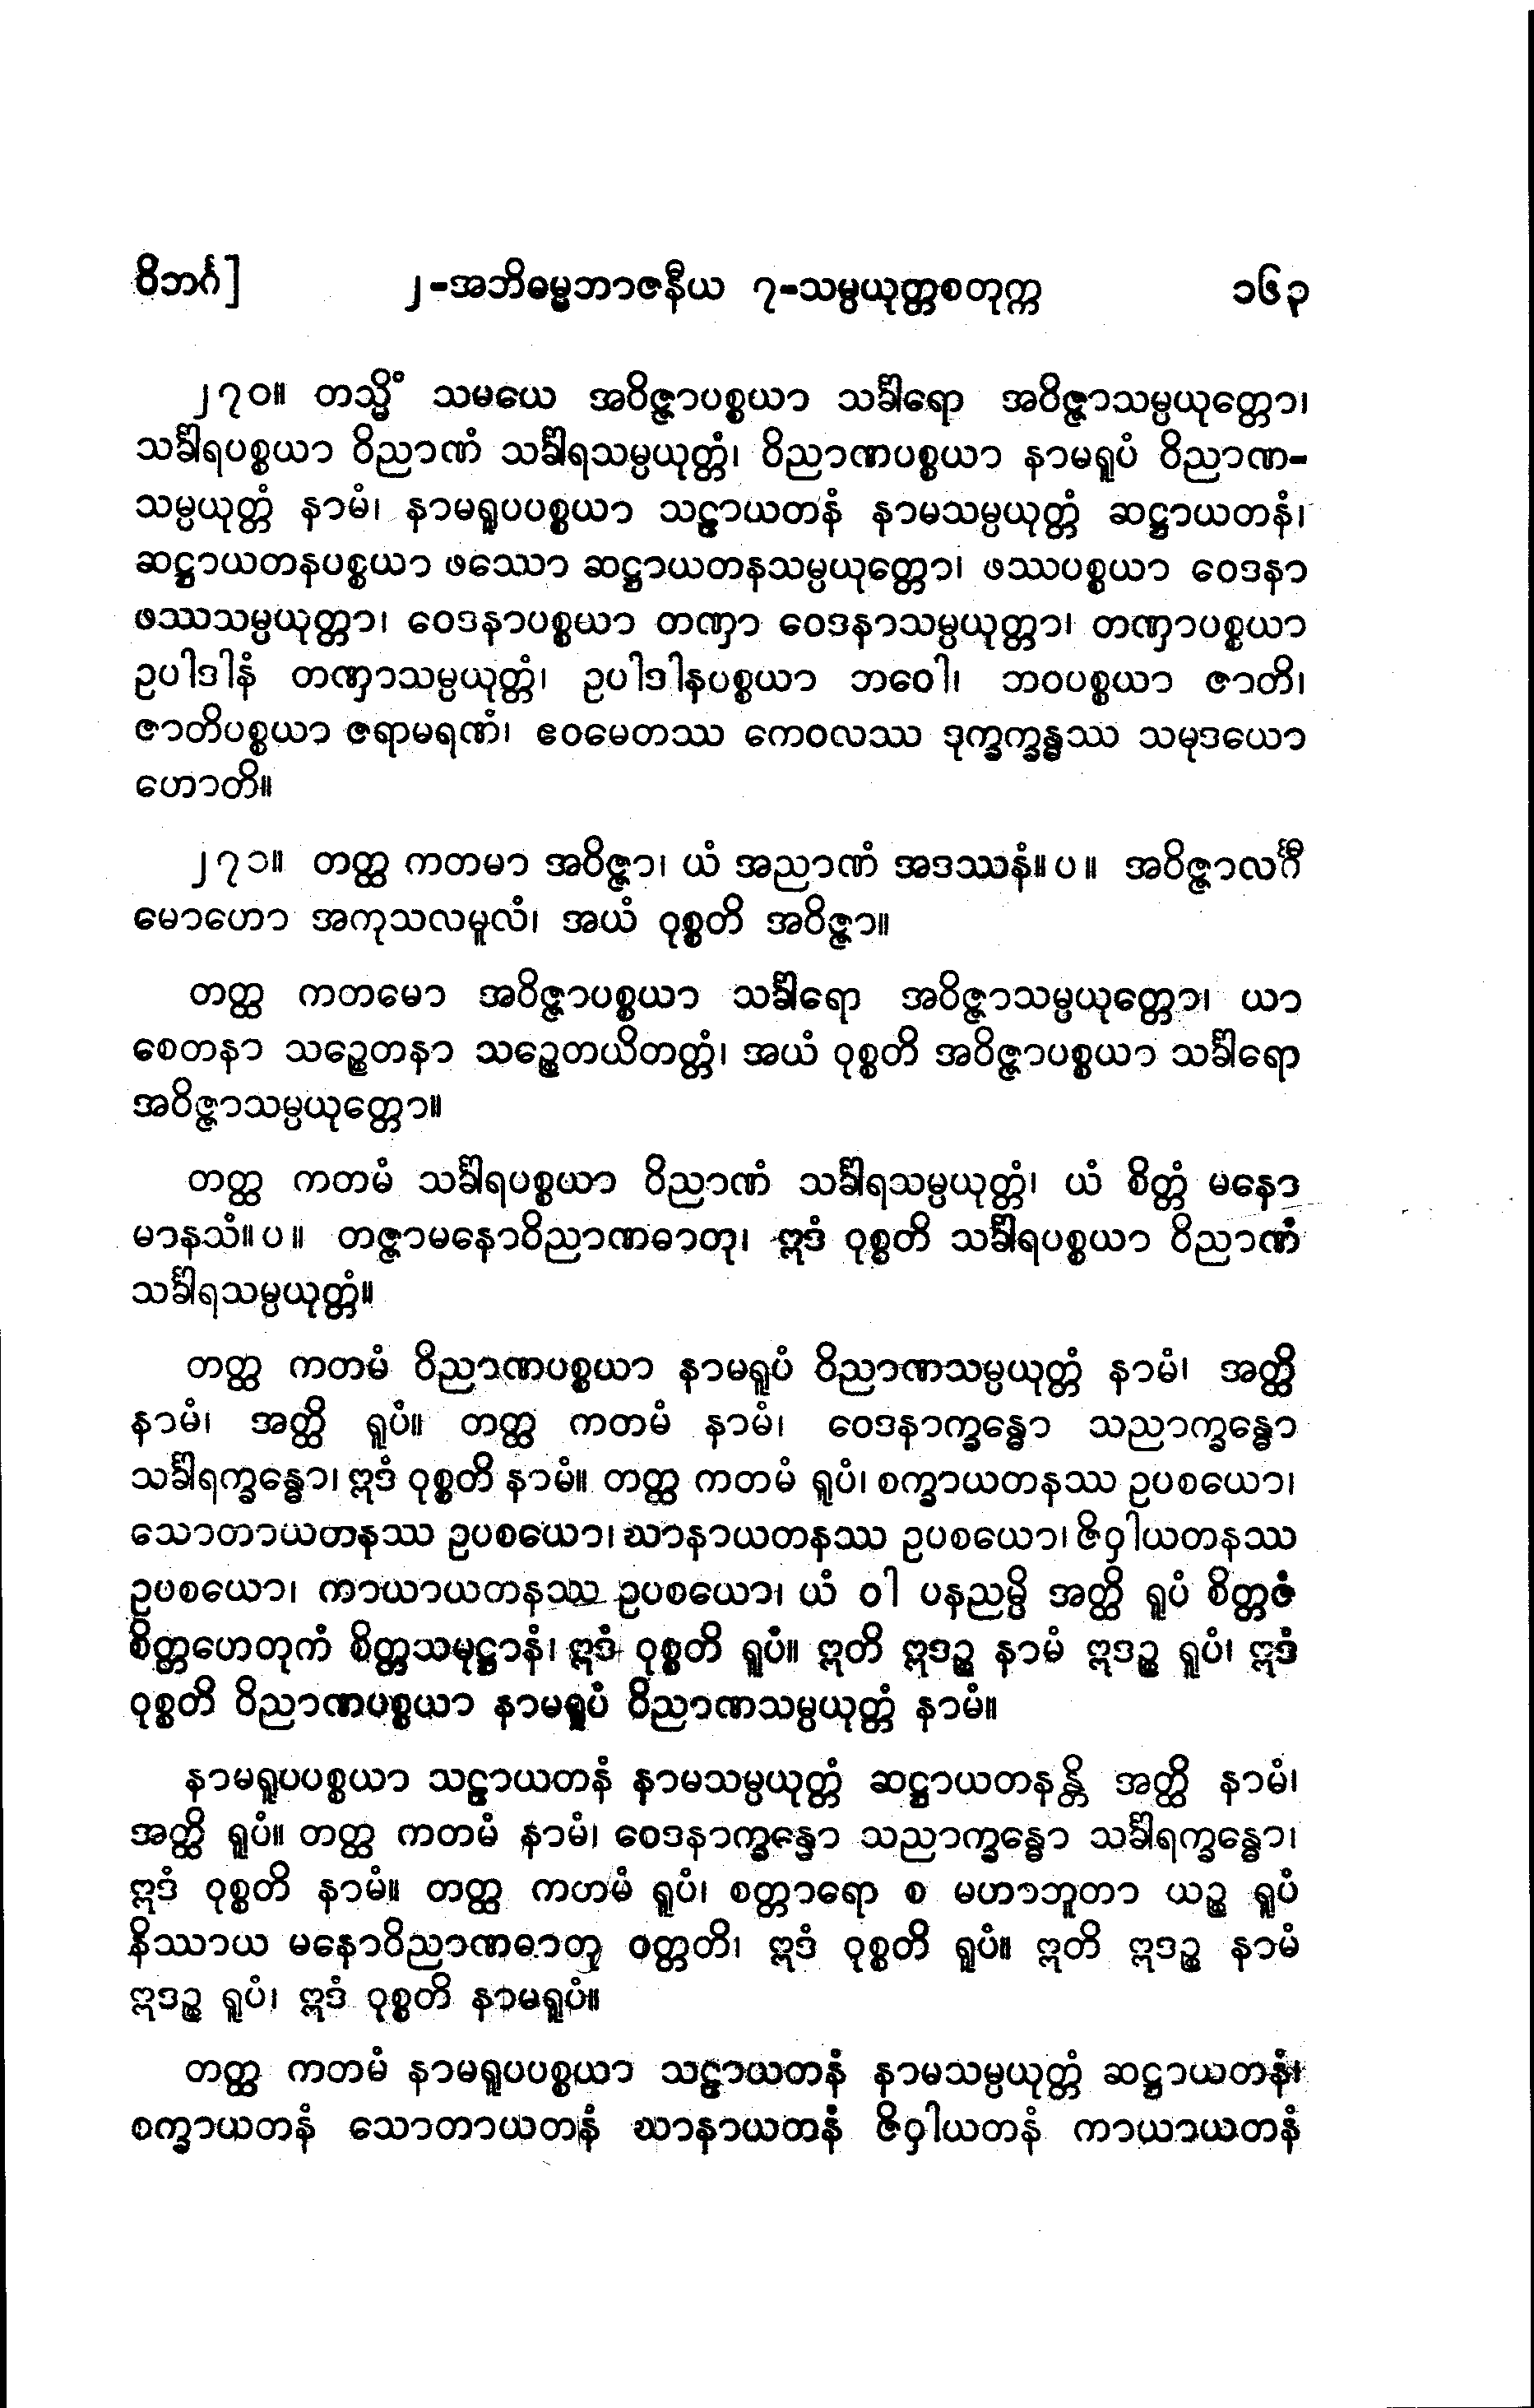 ဝိဘင်္ဂ] ၂-အဘိဓမ္မဘာဇနီယ ၇-သမ္ပယုတ္တစတုက္က ၁၆၃
၂၇၀။ တသ္မိံ သမယေ အဝိဇ္ဇာပစ္စယာ သင်္ခါရော အဝိဇ္ဇာသမ္ပယုတ္တော၊
သင်္ခါရပစ္စယာ ဝိညာဏံ သင်္ခါရသမ္ပယုတ္တံ၊ ဝိညာဏပစ္စယာ နာမရူပံ ဝိညာဏ-
သမ္ပယုတ္တံ နာမံ၊ နာမရူပပစ္စယာ သဠာယတနံ နာမသမ္ပယုတ္တံ ဆဋ္ဌာယတနံ၊
ဆဋ္ဌာယတနပစ္စယာ ဖဿော ဆဋ္ဌာယတနသမ္ပယုတ္တော၊ ဖဿပစ္စယာ ဝေဒနာ
ဖဿသမ္ပယုတ္တာ၊ ဝေဒနာပစ္စယာ တဏှာ ဝေဒနာသမ္ပယုတ္တာ၊ တဏှာပစ္စယာ
ဥပါဒါနံ တဏှာသမ္ပယုတ္တံ၊ ဥပါဒါနပစ္စယာ ဘဝေါ၊ ဘဝပစ္စယာ ဇာတိ၊
ဇာတိပစ္စယာ ဇရာမရဏံ၊ ဧဝမေတဿ ကေဝလဿ ဒုက္ခက္ခန္ဓဿ သမုဒယော
ဟောတိ။
၂၇၁။ တတ္ထ ကတမာ အဝိဇ္ဇာ၊ ယံ အညာဏံ အဒဿနံ။ပ။ အဝိဇ္ဇာလင်္ဂီ
မောဟော အကုသလမူလံ၊ အယံ ဝုစ္စတိ အဝိဇ္ဇာ။
တတ္ထ ကတမော အဝိဇ္ဇာပစ္စယာ သင်္ခါရော အဝိဇ္ဇာသမ္ပယုတ္တော၊ ယာ
စေတနာ သဉ္စေတနာ သဉ္စေတယိတတ္တံ၊ အယံ ဝုစ္စတိ အဝိဇ္ဇာပစ္စယာ သင်္ခါရော
အဝိဇ္ဇာသမ္ပယုတ္တော။
တတ္ထ ကတမံ သင်္ခါရပစ္စယာ ဝိညာဏံ သင်္ခါရသမ္ပယုတ္တံ၊ ယံ စိတ္တံ မနော
မာနသံ။ပ။ တဇ္ဇာမနောဝိညာဏဓာတု၊ ဣဒံ ဝုစ္စတိ သင်္ခါရပစ္စယာ ဝိညာဏံ
သင်္ခါရသမ္ပယုတ္တံ။
တတ္ထ ကတမံ ဝိညာဏပစ္စယာ နာမရူပံ ဝိညာဏသမ္ပယုတ္တံ နာမံ၊ အတ္ထိ
နာမံ၊ အတ္ထိ ရူပံ။ တတ္ထ ကတမံ နာမံ၊ ဝေဒနာက္ခန္ဓော သညာက္ခန္ဓော
သင်္ခါရက္ခန္ဓော၊ ဣဒံ ဝုစ္စတိ နာမံ။ တတ္ထ ကတမံ ရူပံ၊ စက္ခာယတနဿ ဥပစယော၊
သောတာယတနဿ ဥပစယော၊ ဃာနာယတနဿ ဥပစယော၊ ဇိဝှါယတနဿ
ဥပစယော၊ ကာယာယတနဿ ဥပစယော၊ ယံ ဝါ ပနညမ္ပိ အတ္ထိ ရူပံ စိတ္တဇံ
စိတ္တဟေတုကံ စိတ္တသမုဋ္ဌာနံ၊ ဣဒံ ဝုစ္စတိ ရူပံ။ ဣတိ ဣဒဉ္စ နာမံ ဣဒဉ္စ ရူပံ၊ ဣဒံ
ဝုစ္စတိ ဝိညာဏပစ္စယာ နာမရူပံ ဝိညာဏသမ္ပယုတ္တံ နာမံ။
နာမရူပပစ္စယာ သဠာယတနံ နာမသမ္ပယုတ္တံ ဆဋ္ဌာယတနန္တိ အတ္ထိ နာမံ၊
အတ္ထိ ရူပံ။ တတ္ထ ကတမံ နာမံ၊ ဝေဒနာက္ခန္ဓော သညာက္ခန္ဓော သင်္ခါရက္ခန္ဓော၊
ဣဒံ ဝုစ္စတိ နာမံ။ တတ္ထ ကတမံ ရူပံ၊ စတ္တာရော စ မဟာဘူတာ ယဉ္စ ရူပံ
နိဿာယ မနောဝိညာဏဓာတု ဝတ္တတိ၊ ဣဒံ ဝုစ္စတိ ရူပံ။ ဣတိ ဣဒဉ္စ နာမံ
ဣဒဉ္စ ရူပံ၊ ဣဒံ ဝုစ္စတိ နာမရူပံ။
တတ္ထ ကတမံ နာမရူပပစ္စယာ သဠာယတနံ နာမသမ္ပယုတ္တံ ဆဋ္ဌာယတနံ၊
စက္ခာယတနံ သောတာယတနံ ဃာနာယတနံ ဇိဝှါယတနံ ကာယာယတနံ